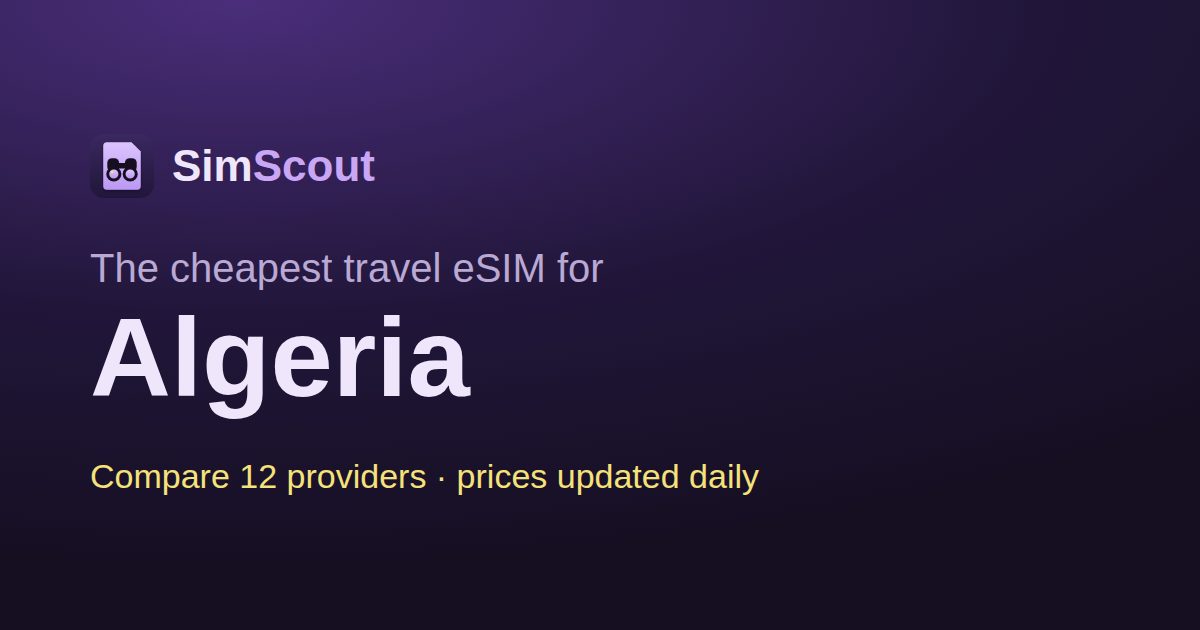 SimScout
The cheapest travel eSIM for
Algeria
Compare 12 providers · prices updated daily